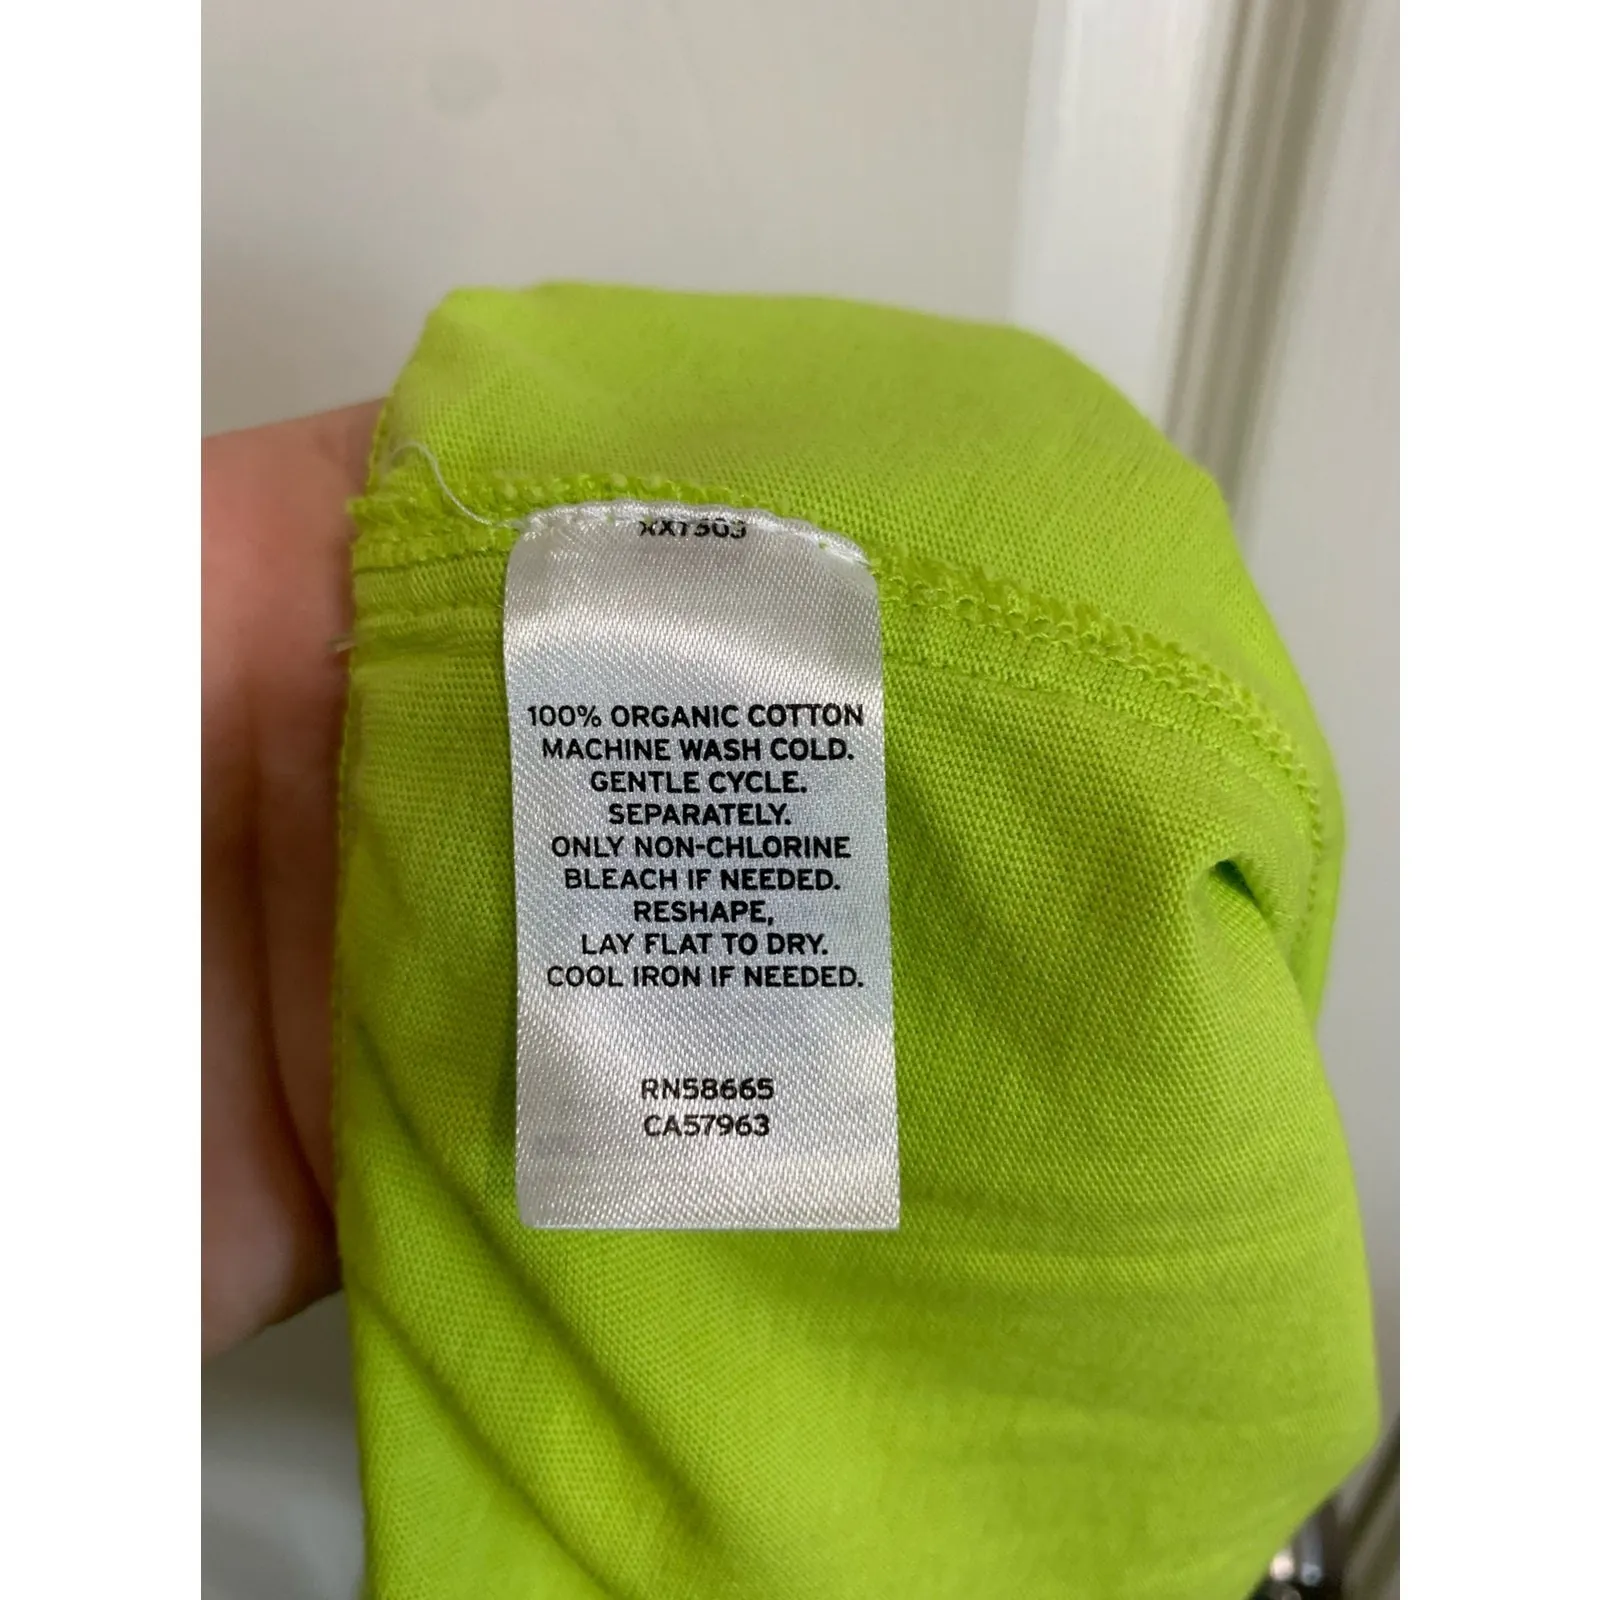 100% ORGANIC COTTON
MACHINE WASH COLD.
GENTLE CYCLE.
SEPARATELY.
ONLY NON-CHLORINE
BLEACH IF NEEDED.
RESHAPE,
LAY FLAT TO DRY.
COOL IRON IF NEEDED.
RN58665
CA57963